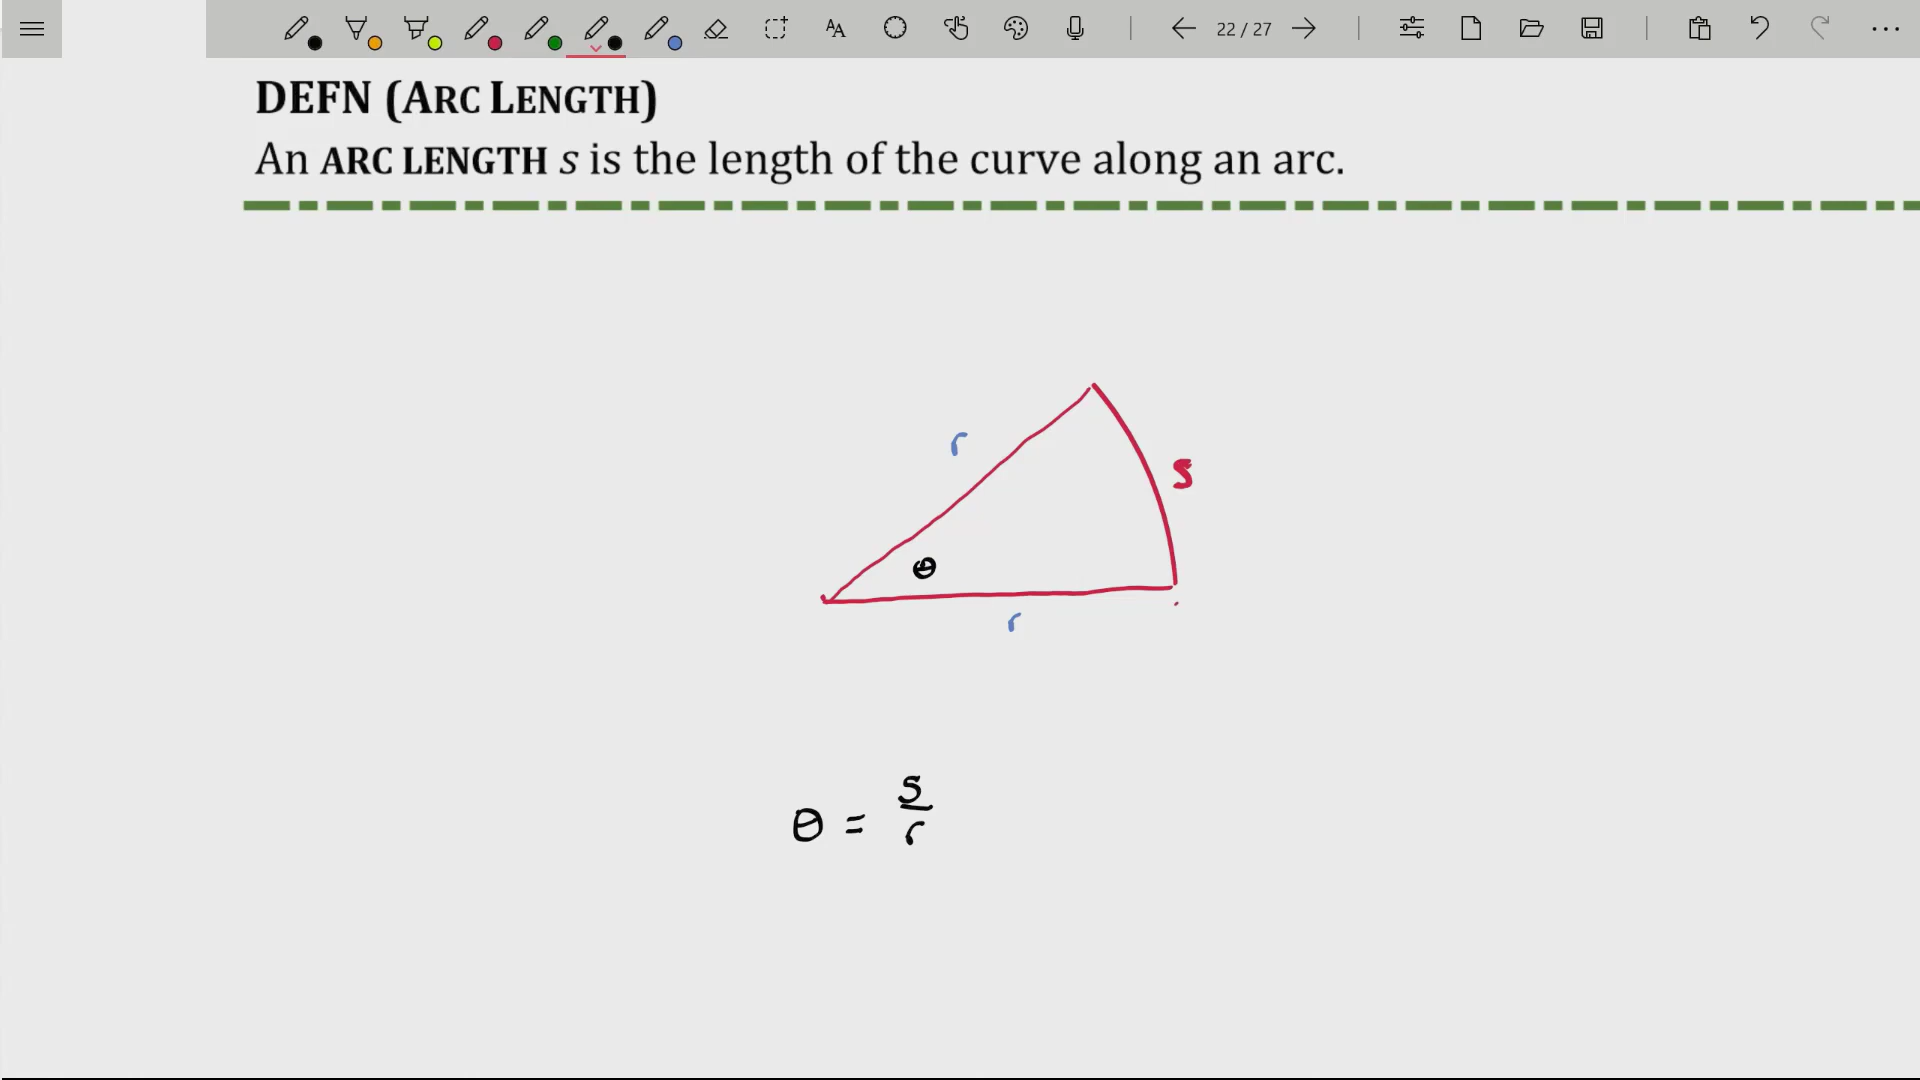 22 / 27
DEFN (ARC LENGTH)
An ARC LENGTH s is the length of the curve along an arc.
r
s
θ
r
θ = s/r